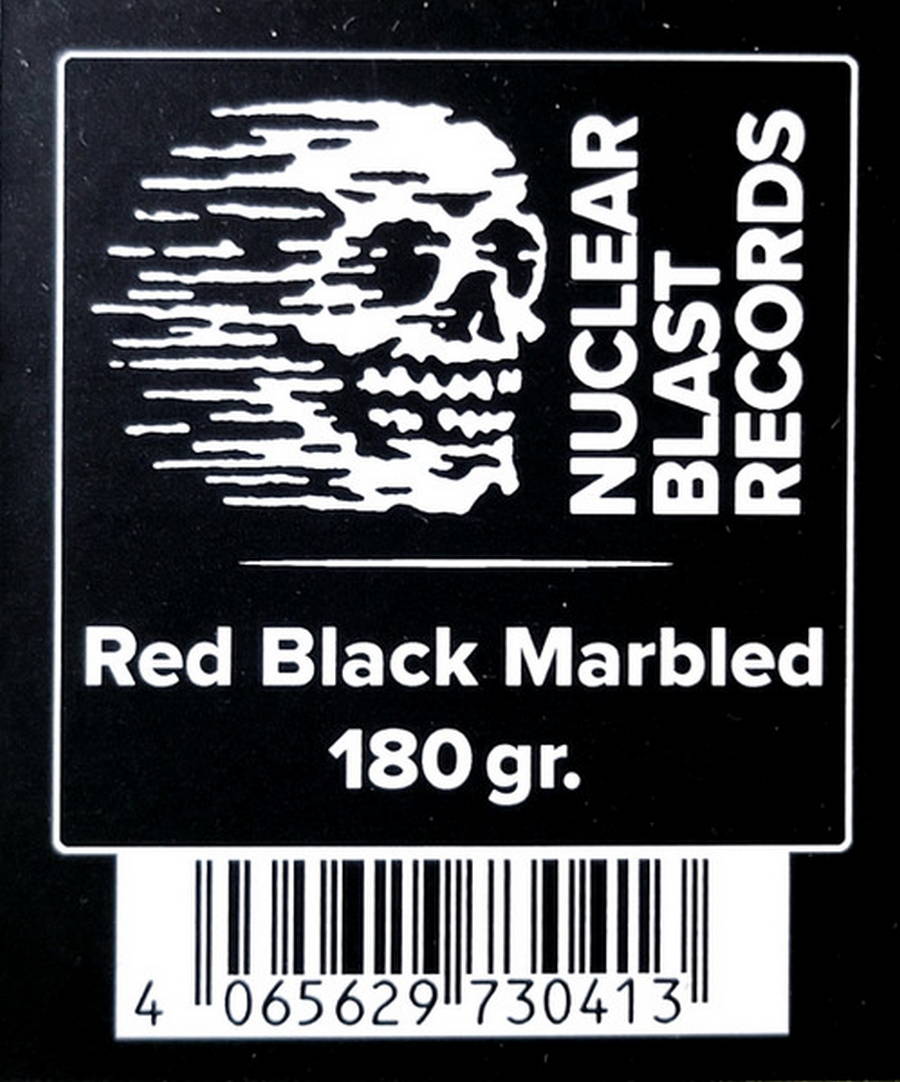 NUCLEAR
BLAST
RECORDS
Red Black Marbled
180 gr.
4 065629 730413